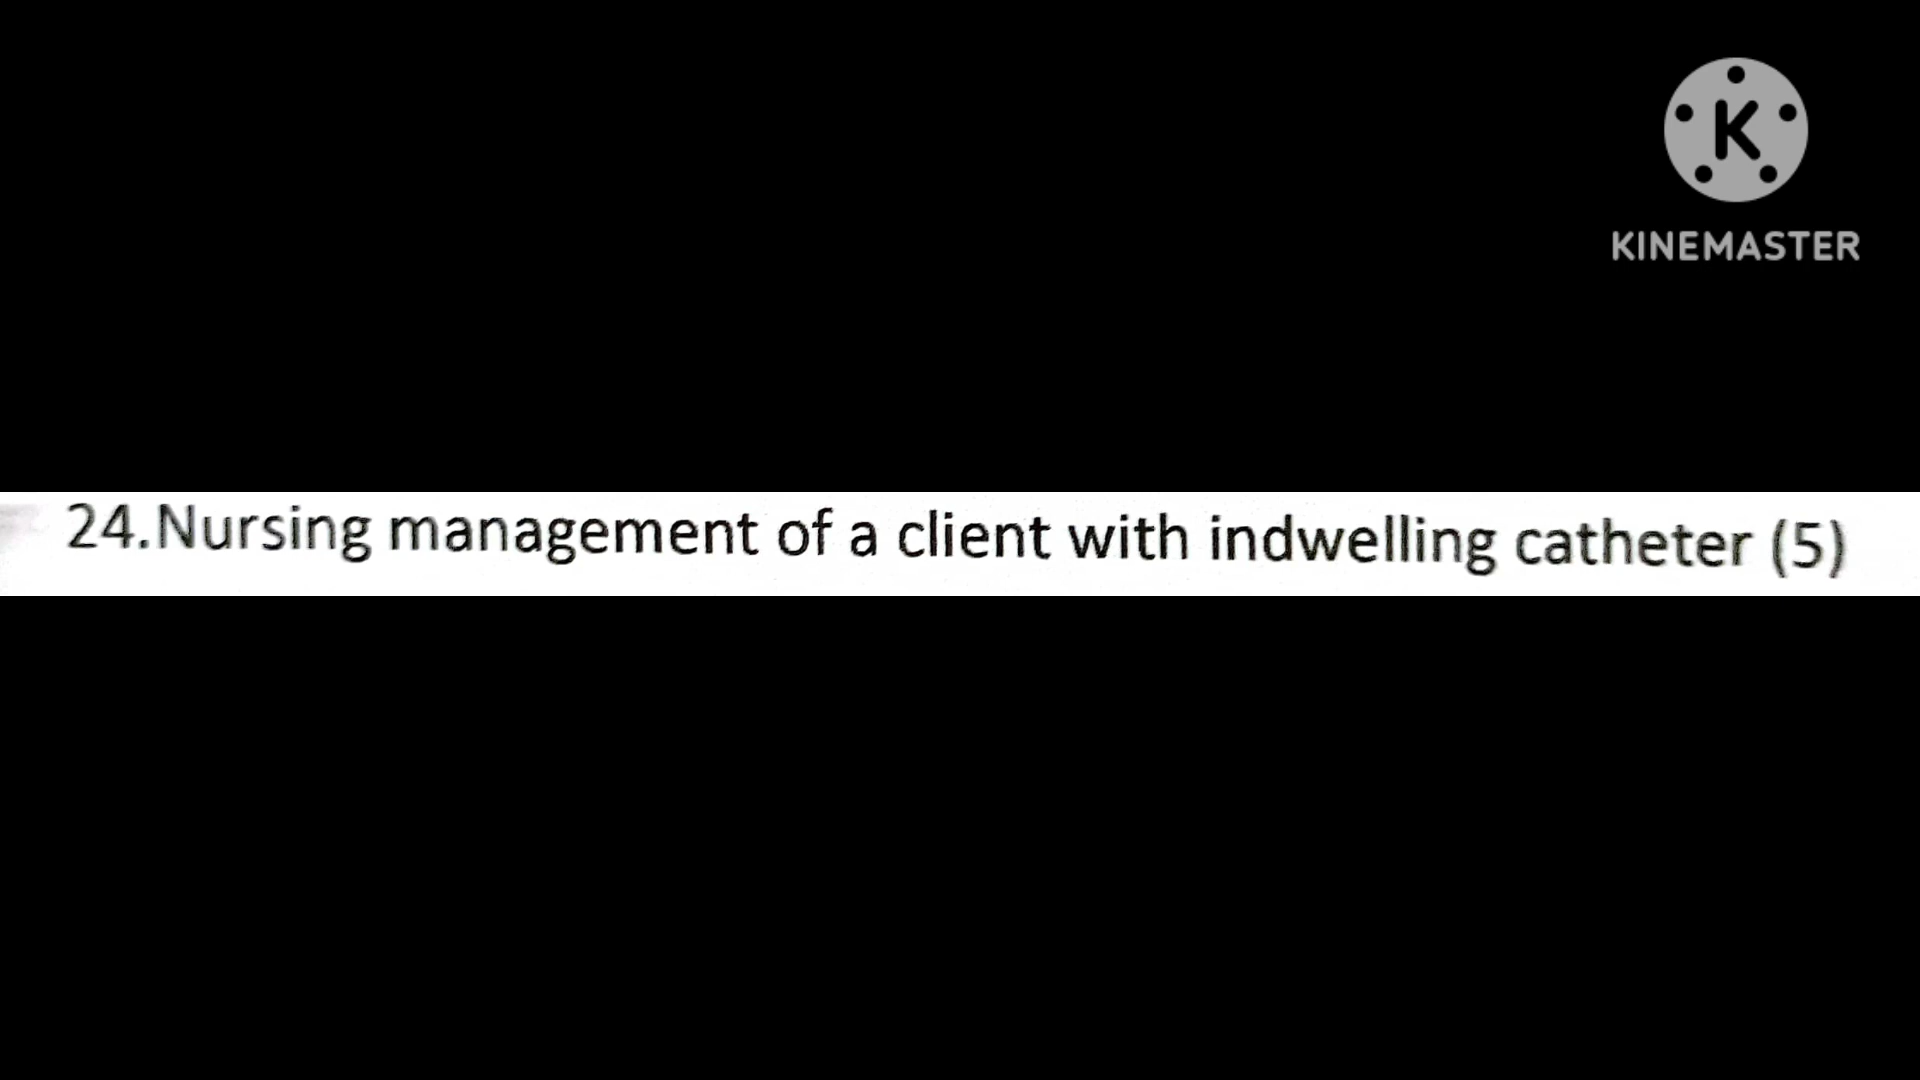 K
KINEMASTER
24.Nursing management of a client with indwelling catheter (5)